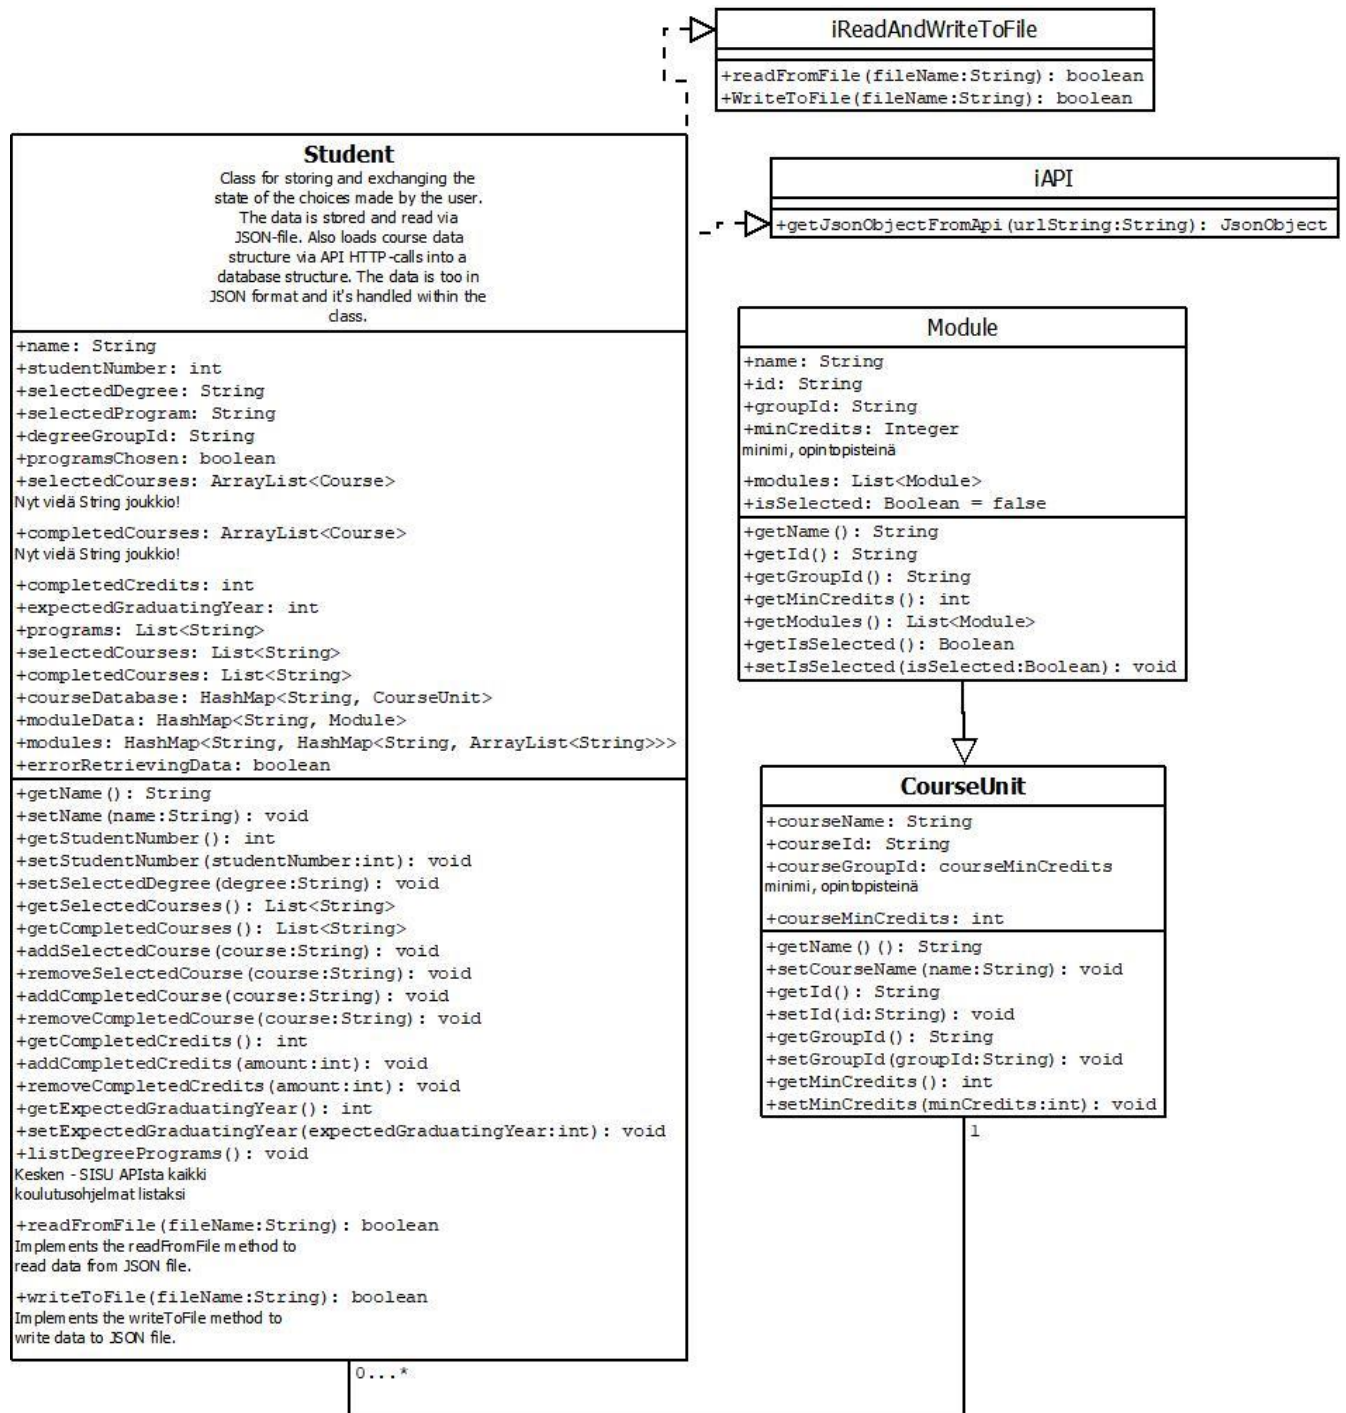 iReadAndWriteToFile
+readFromFile(fileName:String): boolean
+WriteToFile(fileName:String): boolean
Student
Class for storing and exchanging the
state of the choices made by the user.
The data is stored and read via
JSON-file. Also loads course data
structure via API HTTP-calls into a
database structure. The data is too in
JSON format and it's handled within the
class.
+name: String
+studentNumber: int
+selectedDegree: String
+selectedProgram: String
+degreeGroupId: String
+programsChosen: boolean
+selectedCourses: ArrayList<Course>
Nyt vielä String joukkio!
+completedCourses: ArrayList<Course>
Nyt vielä String joukkio!
+completedCredits: int
+expectedGraduatingYear: int
+programs: List<String>
+selectedCourses: List<String>
+completedCourses: List<String>
+courseDatabase: HashMap<String, CourseUnit>
+moduleData: HashMap<String, Module>
+modules: HashMap<String, HashMap<String, ArrayList<String>>>
+errorRetrievingData: boolean
+getName(): String
+setName(name:String): void
+getStudentNumber(): int
+setStudentNumber(studentNumber:int): void
+setSelectedDegree(degree:String): void
+getSelectedCourses(): List<String>
+getCompletedCourses(): List<String>
+addSelectedCourse(course:String): void
+removeSelectedCourse(course:String): void
+addCompletedCourse(course:String): void
+removeCompletedCourse(course:String): void
+getCompletedCredits(): int
+addCompletedCredits(amount:int): void
+removeCompletedCredits(amount:int): void
+getExpectedGraduatingYear(): int
+setExpectedGraduatingYear(expectedGraduatingYear:int): void
+listDegreePrograms(): void
Kesken - SISU APIsta kaikki
koulutusohjelmat listaksi
+readFromFile(fileName:String): boolean
Implements the readFromFile method to
read data from JSON file.
+writeToFile(fileName:String): boolean
Implements the writeToFile method to
write data to JSON file.
0...*
iAPI
+getJsonObjectFromApi(urlString:String): JsonObject
Module
+name: String
+id: String
+groupId: String
+minCredits: Integer
minimi, opintopisteinä
+modules: List<Module>
+isSelected: Boolean = false
+getName(): String
+getId(): String
+getGroupId(): String
+getMinCredits(): int
+getModules(): List<Module>
+getIsSelected(): Boolean
+setIsSelected(isSelected:Boolean): void
CourseUnit
+courseName: String
+courseId: String
+courseGroupId: courseMinCredits
minimi, opintopisteinä
+courseMinCredits: int
+getName()(): String
+setCourseName(name:String): void
+getId(): String
+setId(id:String): void
+getGroupId(): String
+setGroupId(groupId:String): void
+getMinCredits(): int
+setMinCredits(minCredits:int): void
1